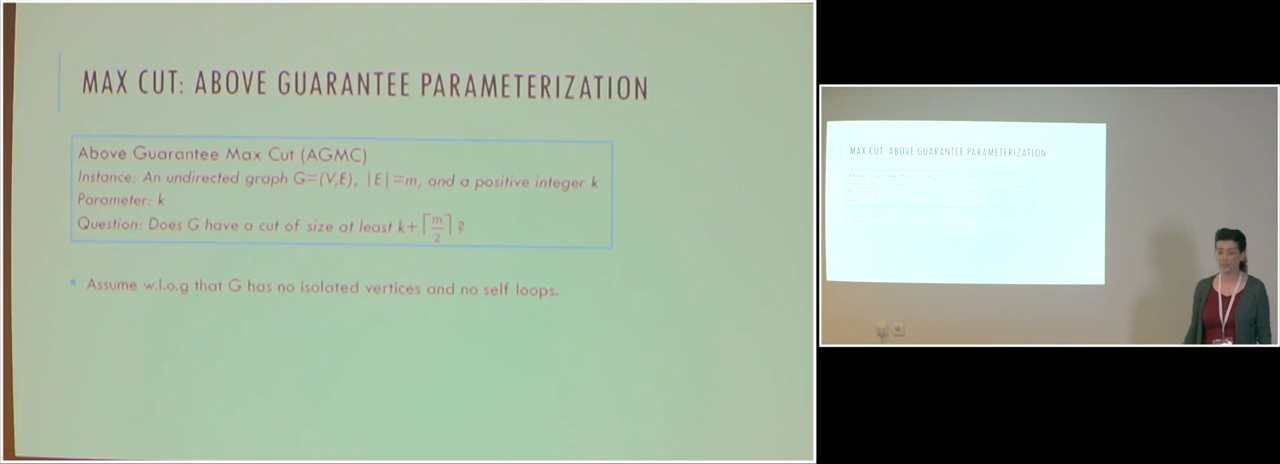 MAX CUT: ABOVE GUARANTEE PARAMETERIZATION
Above Guarantee Max Cut (AGMC)
Instance: An undirected graph G=(V,E), |E|=m, and a positive integer k
Parameter: k
Question: Does G have a cut of size at least k+⌈m/2⌉ ?
▪ Assume w.l.o.g that G has no isolated vertices and no self loops.
MAX CUT: ABOVE GUARANTEE PARAMETERIZATION